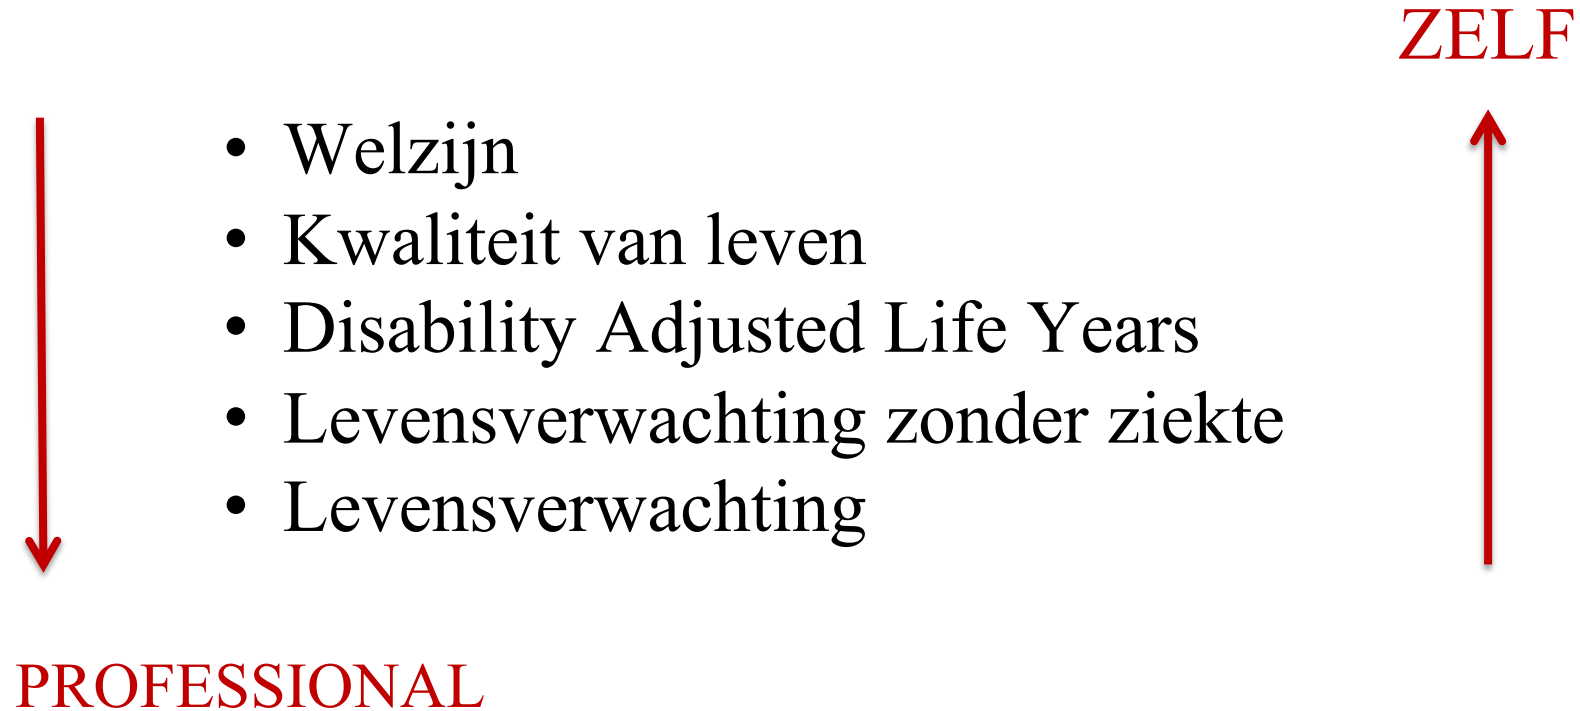 ZELF
• Welzijn
• Kwaliteit van leven
• Disability Adjusted Life Years
• Levensverwachting zonder ziekte
• Levensverwachting
PROFESSIONAL